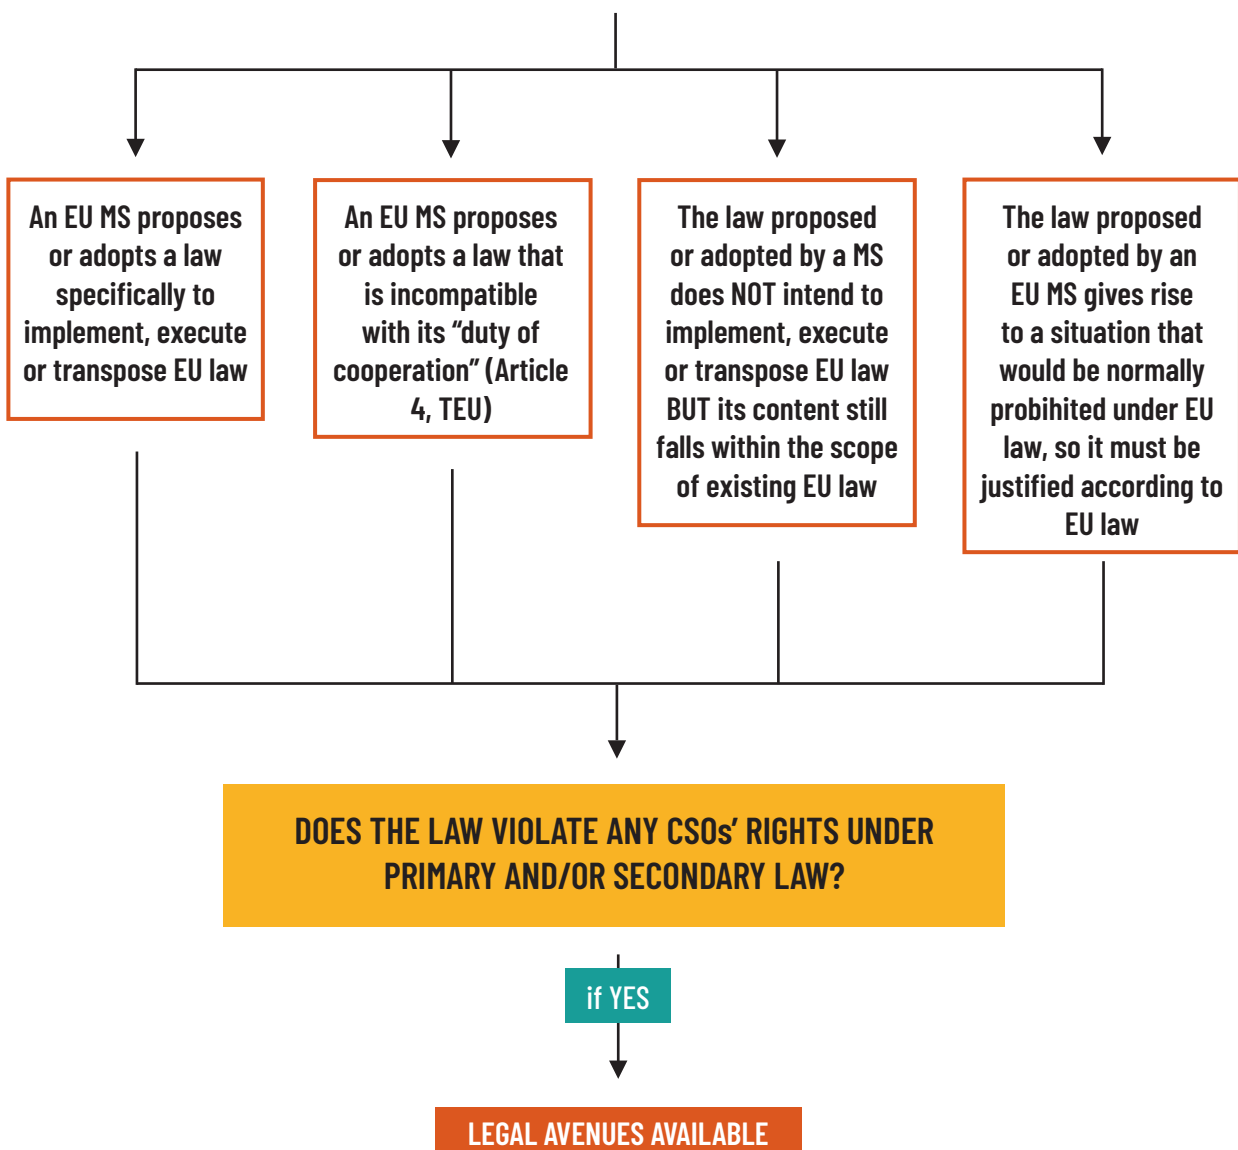 An EU MS proposes
or adopts a law
specifically to
implement, execute
or transpose EU law
An EU MS proposes
or adopts a law that
is incompatible
with its “duty of
cooperation” (Article
4, TEU)
The law proposed
or adopted by a MS
does NOT intend to
implement, execute
or transpose EU law
BUT its content still
falls within the scope
of existing EU law
The law proposed
or adopted by an
EU MS gives rise
to a situation that
would be normally
probihited under EU
law, so it must be
justified according to
EU law
DOES THE LAW VIOLATE ANY CSOs’ RIGHTS UNDER
PRIMARY AND/OR SECONDARY LAW?
if YES
LEGAL AVENUES AVAILABLE